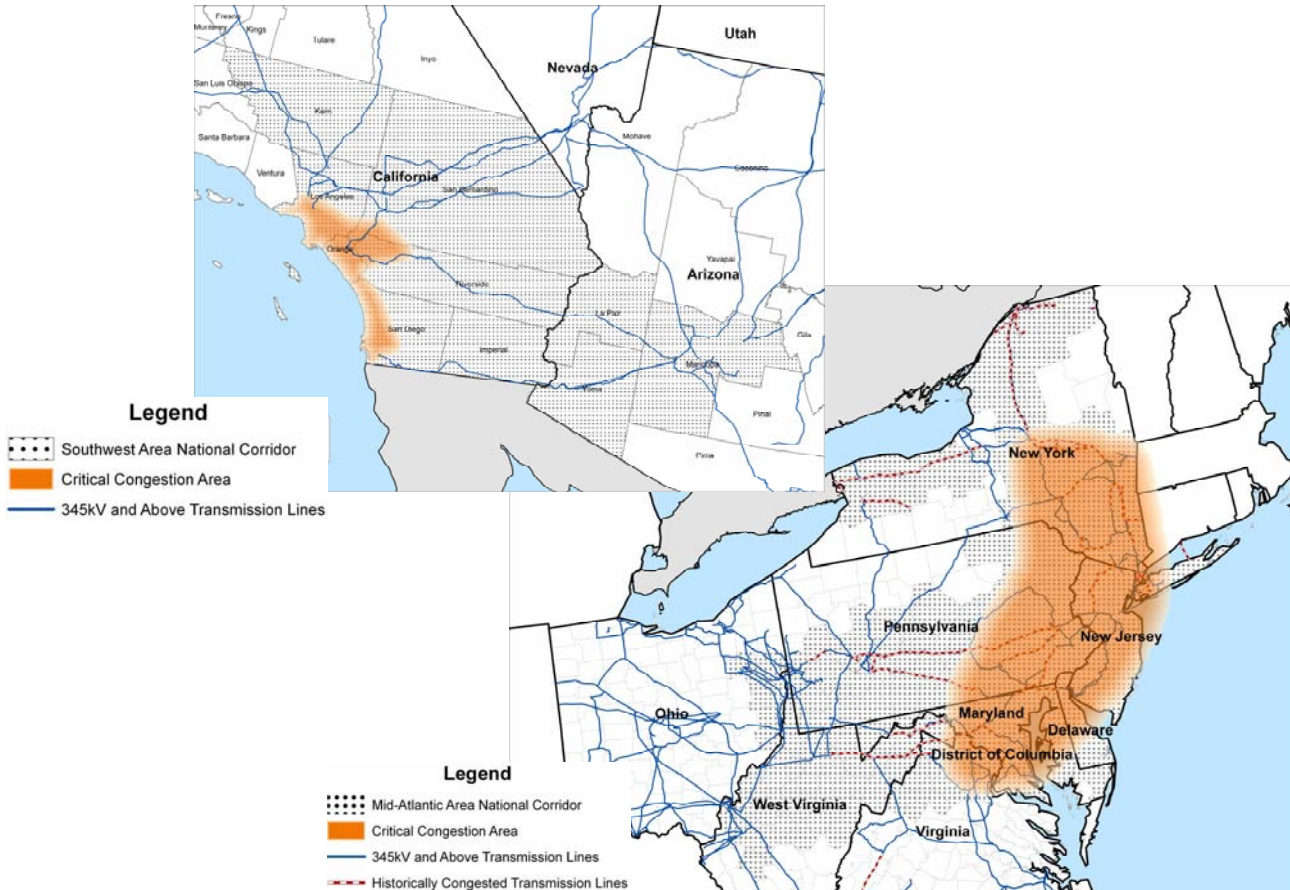 Utah
Fresno
Monterey
Kings
Tulare
Inyo
Nevada
San Luis Obispo
Kern
Mohave
Santa Barbara
Coconino
Ventura
California
San Bernardino
Los Angeles
Orange
Yavapai
Arizona
Riverside
La Paz
Gila
San Diego
Imperial
Maricopa
Yuma
Pinal
Pima
Legend
Southwest Area National Corridor
Critical Congestion Area
345kV and Above Transmission Lines
New York
Pennsylvania
New Jersey
Ohio
Maryland
Delaware
District of Columbia
West Virginia
Virginia
Legend
Mid-Atlantic Area National Corridor
Critical Congestion Area
345kV and Above Transmission Lines
Historically Congested Transmission Lines